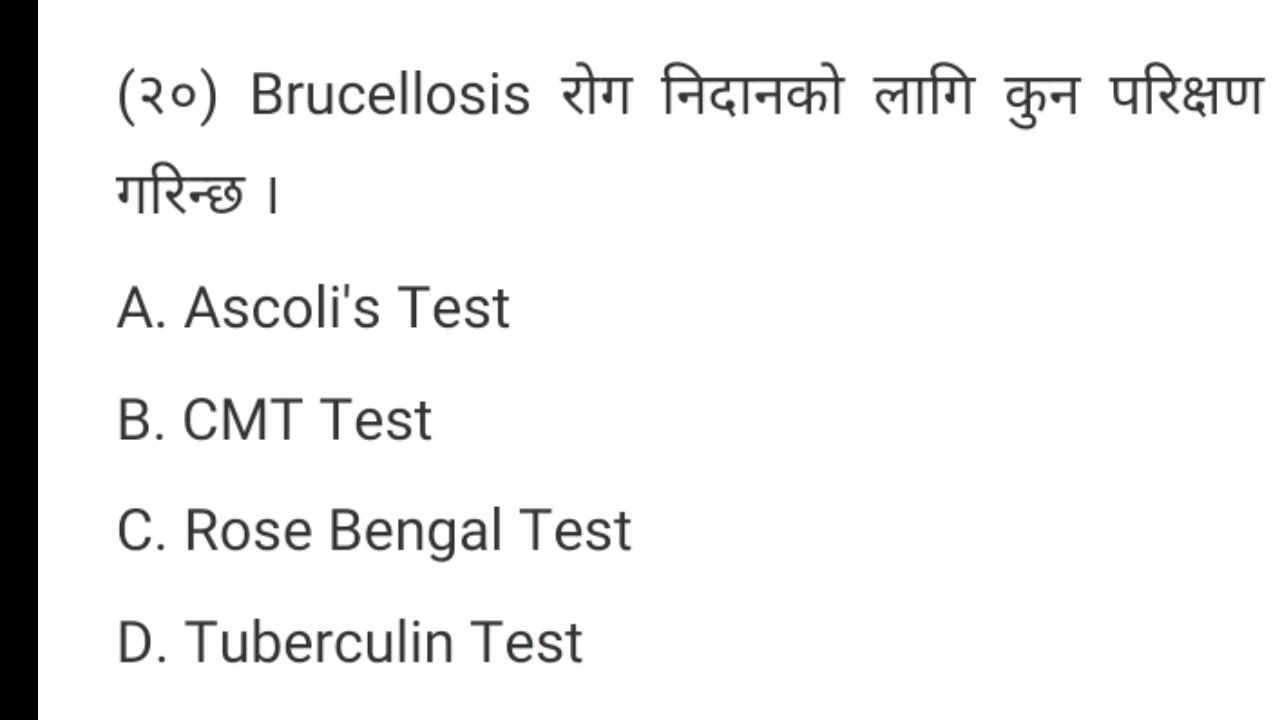 (२०) Brucellosis रोग निदानको लागि कुन परिक्षण
गरिन्छ ।
A. Ascoli's Test
B. CMT Test
C. Rose Bengal Test
D. Tuberculin Test